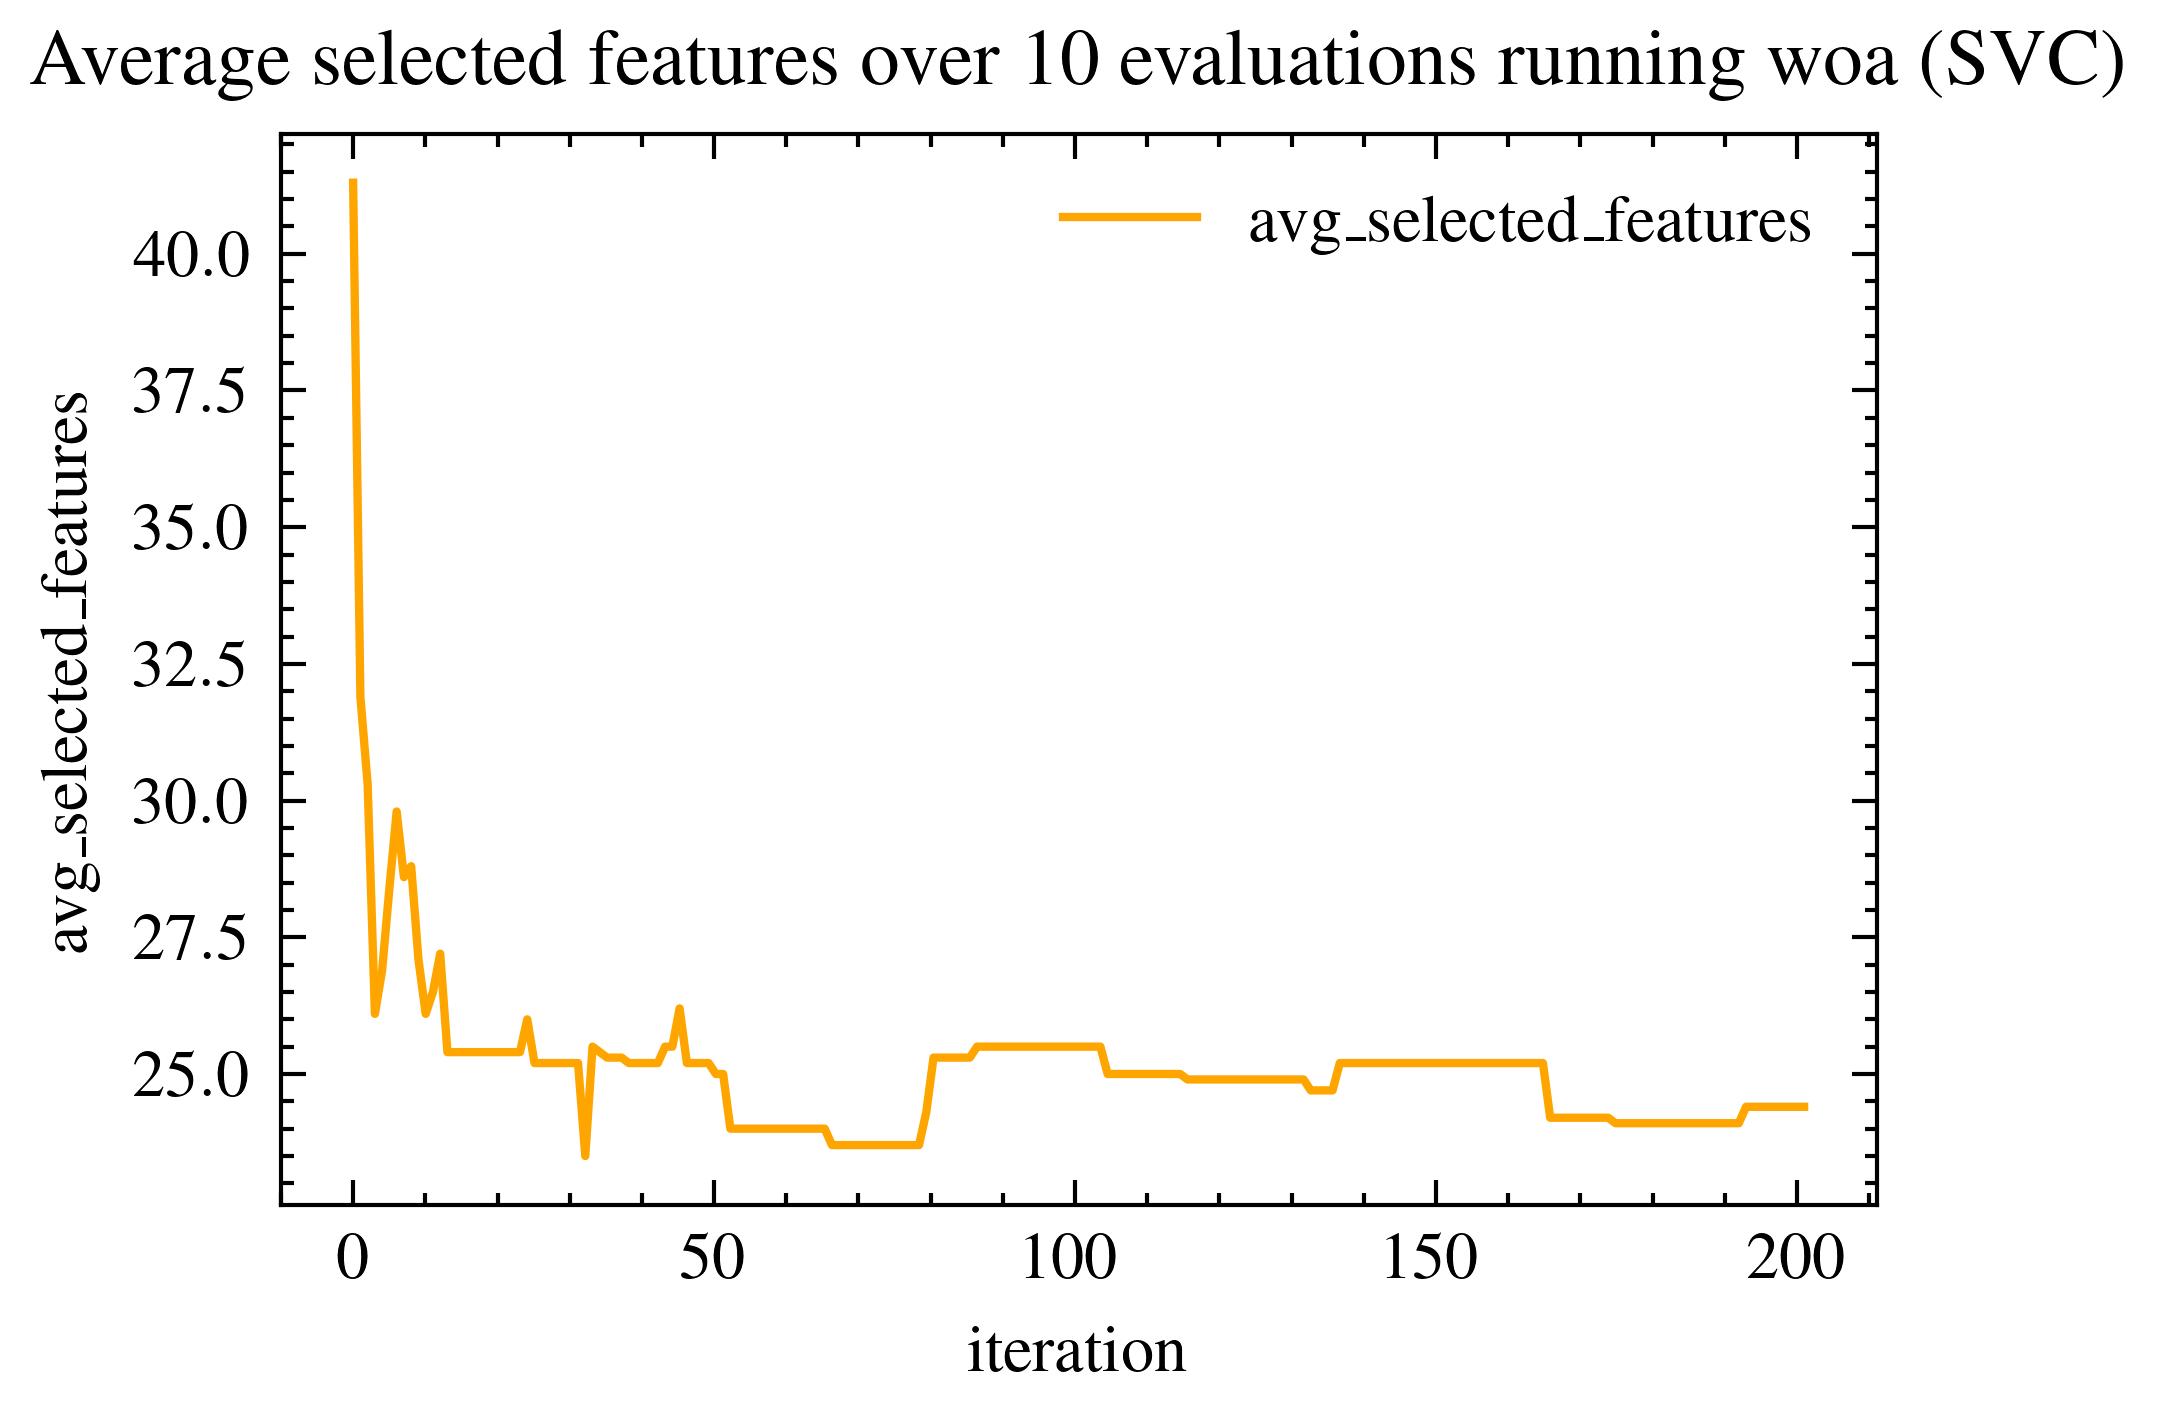 Average selected features over 10 evaluations running woa (SVC)
avg_selected_features
40.0
37.5
35.0
32.5
30.0
27.5
25.0
avg_selected_features
0 50 100 150 200
iteration